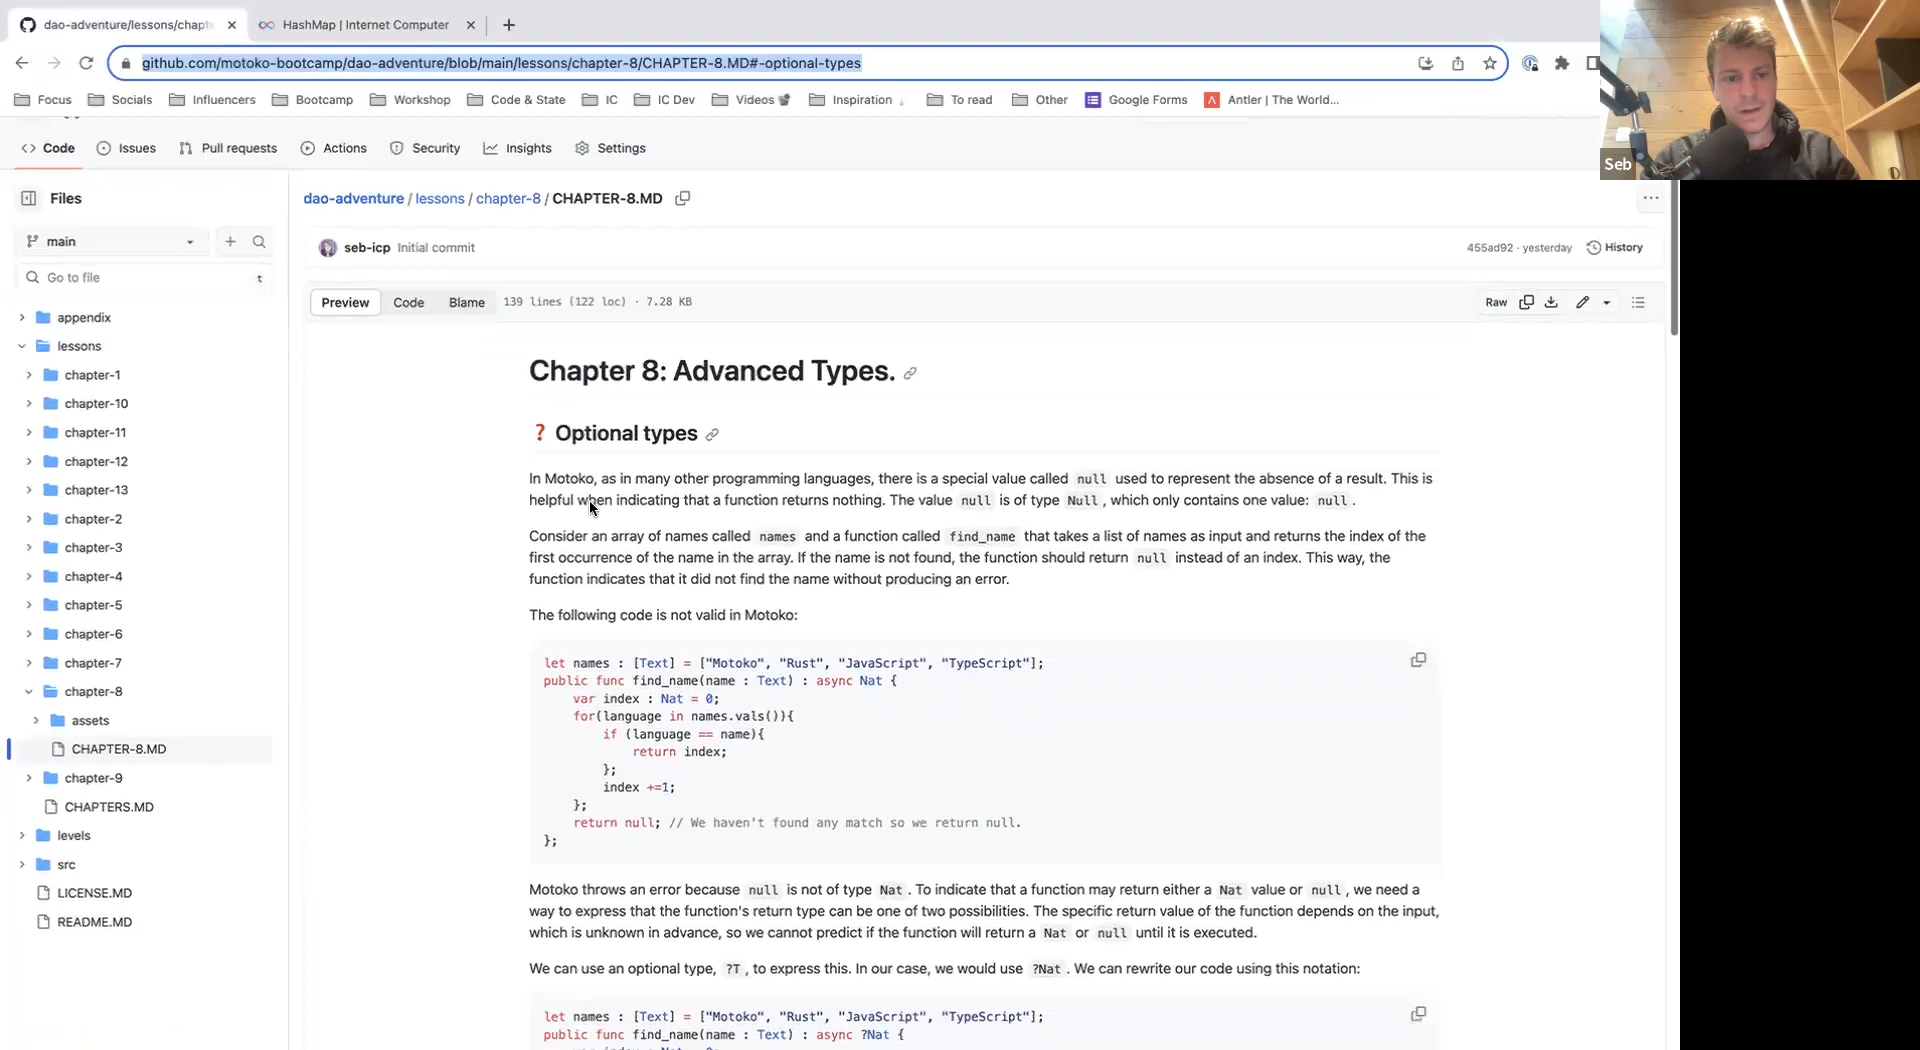 dao-adventure/lessons/chapt
HashMap | Internet Computer
github.com/motoko-bootcamp/dao-adventure/blob/main/lessons/chapter-8/CHAPTER-8.MD#-optional-types
Focus
Socials
Influencers
Bootcamp
Workshop
Code & State
IC
IC Dev
Videos
Inspiration
To read
Other
Google Forms
Antler | The World...
Seb
Code
Issues
Pull requests
Actions
Security
Insights
Settings
Files
main
Go to file
t
appendix
lessons
chapter-1
chapter-10
chapter-11
chapter-12
chapter-13
chapter-2
chapter-3
chapter-4
chapter-5
chapter-6
chapter-7
chapter-8
assets
CHAPTER-8.MD
chapter-9
CHAPTERS.MD
levels
src
LICENSE.MD
README.MD
dao-adventure / lessons / chapter-8 / CHAPTER-8.MD
seb-icp Initial commit
455ad92 · yesterday
History
Preview
Code
Blame
139 lines (122 loc) · 7.28 KB
Raw
Chapter 8: Advanced Types.
❓ Optional types
In Motoko, as in many other programming languages, there is a special value called null used to represent the absence of a result. This is
helpful when indicating that a function returns nothing. The value null is of type Null, which only contains one value: null.
Consider an array of names called names and a function called find_name that takes a list of names as input and returns the index of the
first occurrence of the name in the array. If the name is not found, the function should return null instead of an index. This way, the
function indicates that it did not find the name without producing an error.
The following code is not valid in Motoko:
let names : [Text] = ["Motoko", "Rust", "JavaScript", "TypeScript"];
public func find_name(name : Text) : async Nat {
var index : Nat = 0;
for(language in names.vals()){
if (language == name){
return index;
};
index +=1;
};
return null; // We haven't found any match so we return null.
};
Motoko throws an error because null is not of type Nat. To indicate that a function may return either a Nat value or null, we need a
way to express that the function's return type can be one of two possibilities. The specific return value of the function depends on the input,
which is unknown in advance, so we cannot predict if the function will return a Nat or null until it is executed.
We can use an optional type, ?T, to express this. In our case, we would use ?Nat. We can rewrite our code using this notation:
let names : [Text] = ["Motoko", "Rust", "JavaScript", "TypeScript"];
public func find_name(name : Text) : async ?Nat {